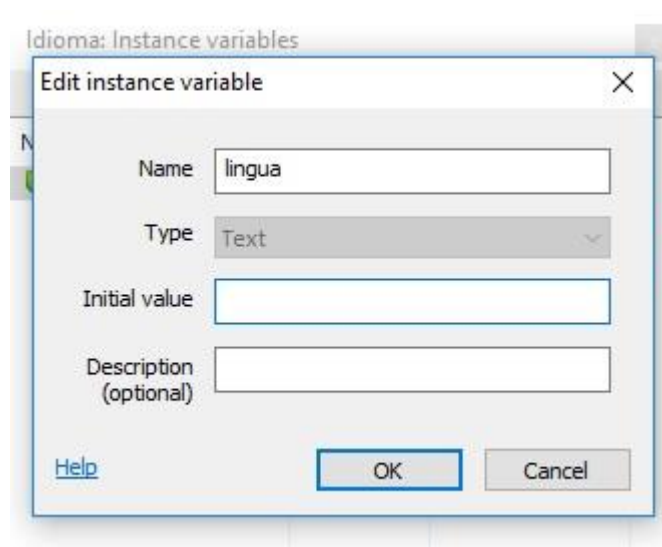 Idioma: Instance variables
Edit instance variable
N
Name lingua
Type Text
Initial value
Description
(optional)
Help OK Cancel